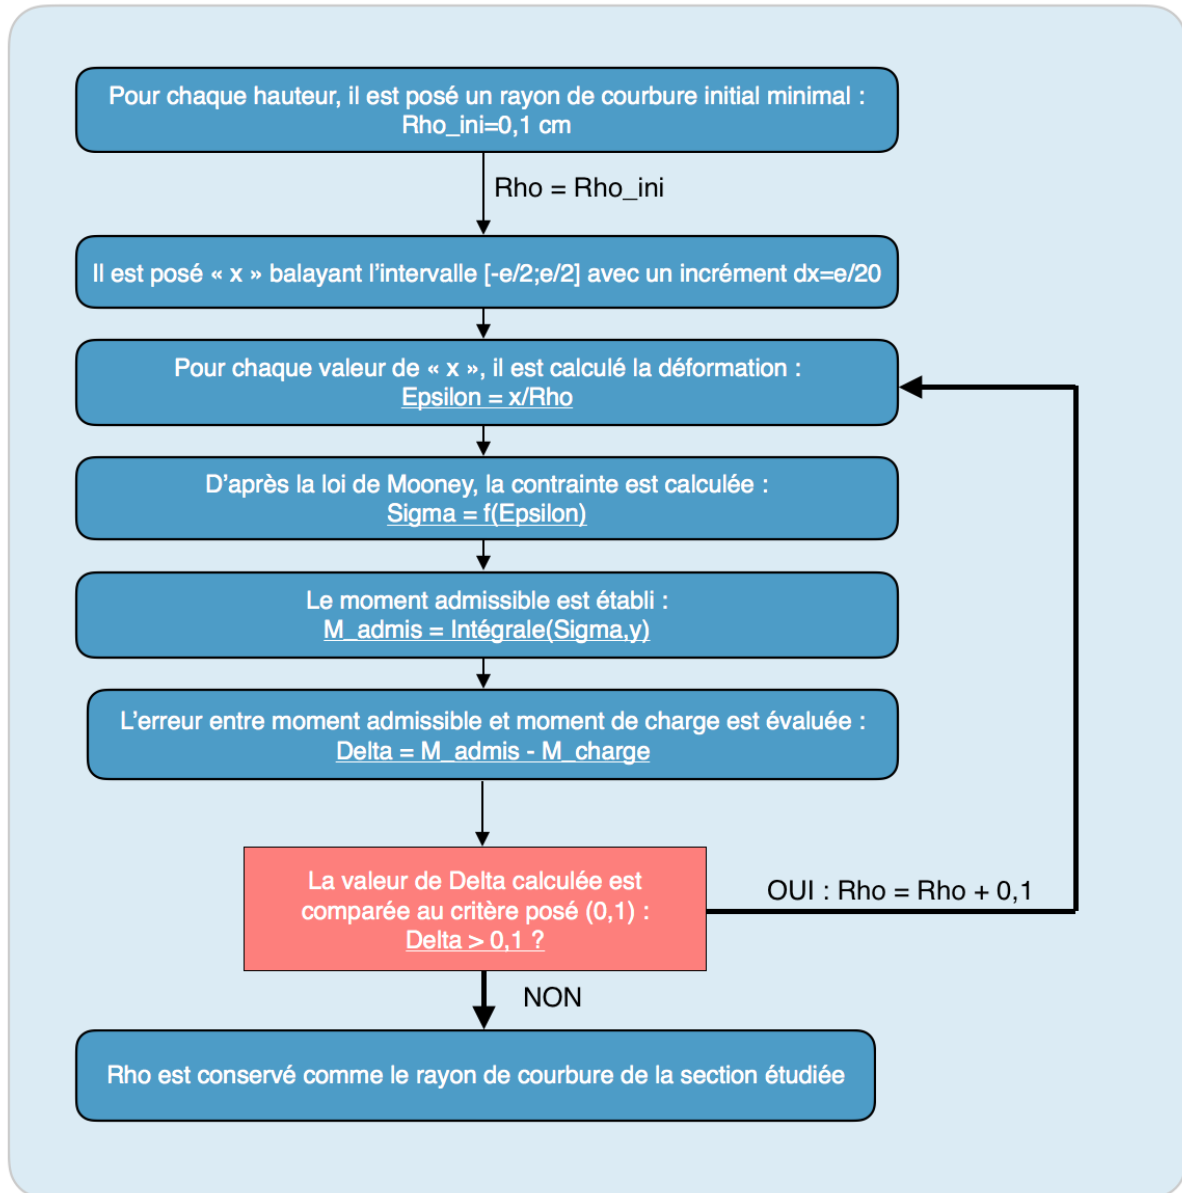 Pour chaque hauteur, il est posé un rayon de courbure initial minimal :
Rho_ini=0,1 cm
Rho = Rho_ini
Il est posé « x » balayant l'intervalle [-e/2;e/2] avec un incrément dx=e/20
Pour chaque valeur de « x », il est calculé la déformation :
Epsilon = x/Rho
D'après la loi de Mooney, la contrainte est calculée :
Sigma = f(Epsilon)
Le moment admissible est établi :
M_admis = Intégrale(Sigma,y)
L'erreur entre moment admissible et moment de charge est évaluée :
Delta = M_admis - M_charge
La valeur de Delta calculée est
comparée au critère posé (0,1) :
Delta > 0,1 ?
OUI : Rho = Rho + 0,1
NON
Rho est conservé comme le rayon de courbure de la section étudiée